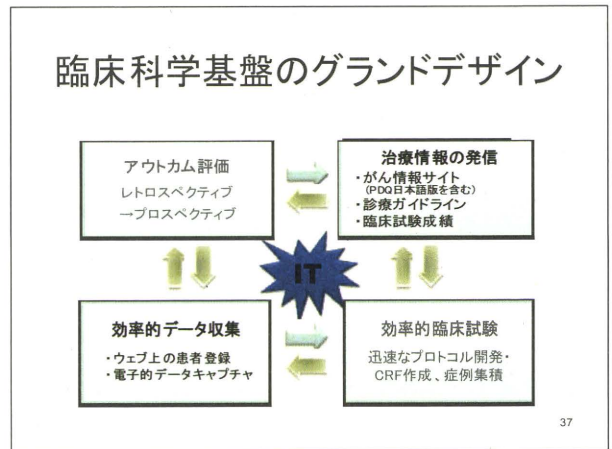 臨床科学基盤のグランドデザイン
アウトカム評価
レトロスペクティブ
→プロスペクティブ
治療情報の発信
・がん情報サイト
(PDQ日本語版を含む)
・診療ガイドライン
・臨床試験成績
IT
効率的データ収集
・ウェブ上の患者登録
・電子的データキャプチャ
効率的臨床試験
迅速なプロトコル開発・
CRF作成、症例集積
37